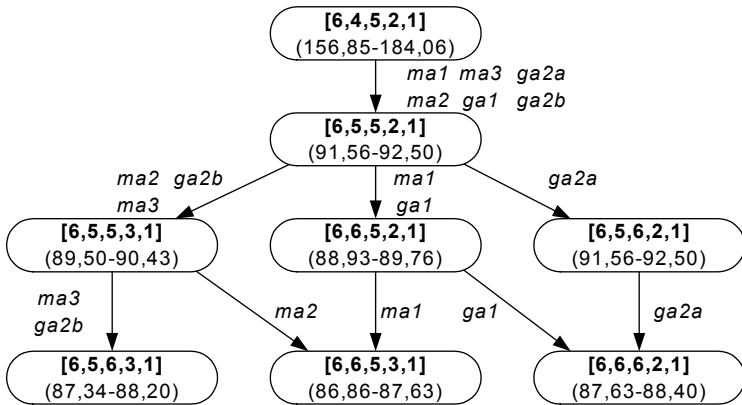 [6,4,5,2,1]
(156,85-184,06)
ma1 ma3 ga2a
ma2 ga1 ga2b
[6,5,5,2,1]
(91,56-92,50)
ma2 ga2b
ma3
ma1
ga1
ga2a
[6,5,5,3,1]
(89,50-90,43)
[6,6,5,2,1]
(88,93-89,76)
[6,5,6,2,1]
(91,56-92,50)
ma3
ga2b
ma2
ma1
ga1
ga2a
[6,5,6,3,1]
(87,34-88,20)
[6,6,5,3,1]
(86,86-87,63)
[6,6,6,2,1]
(87,63-88,40)